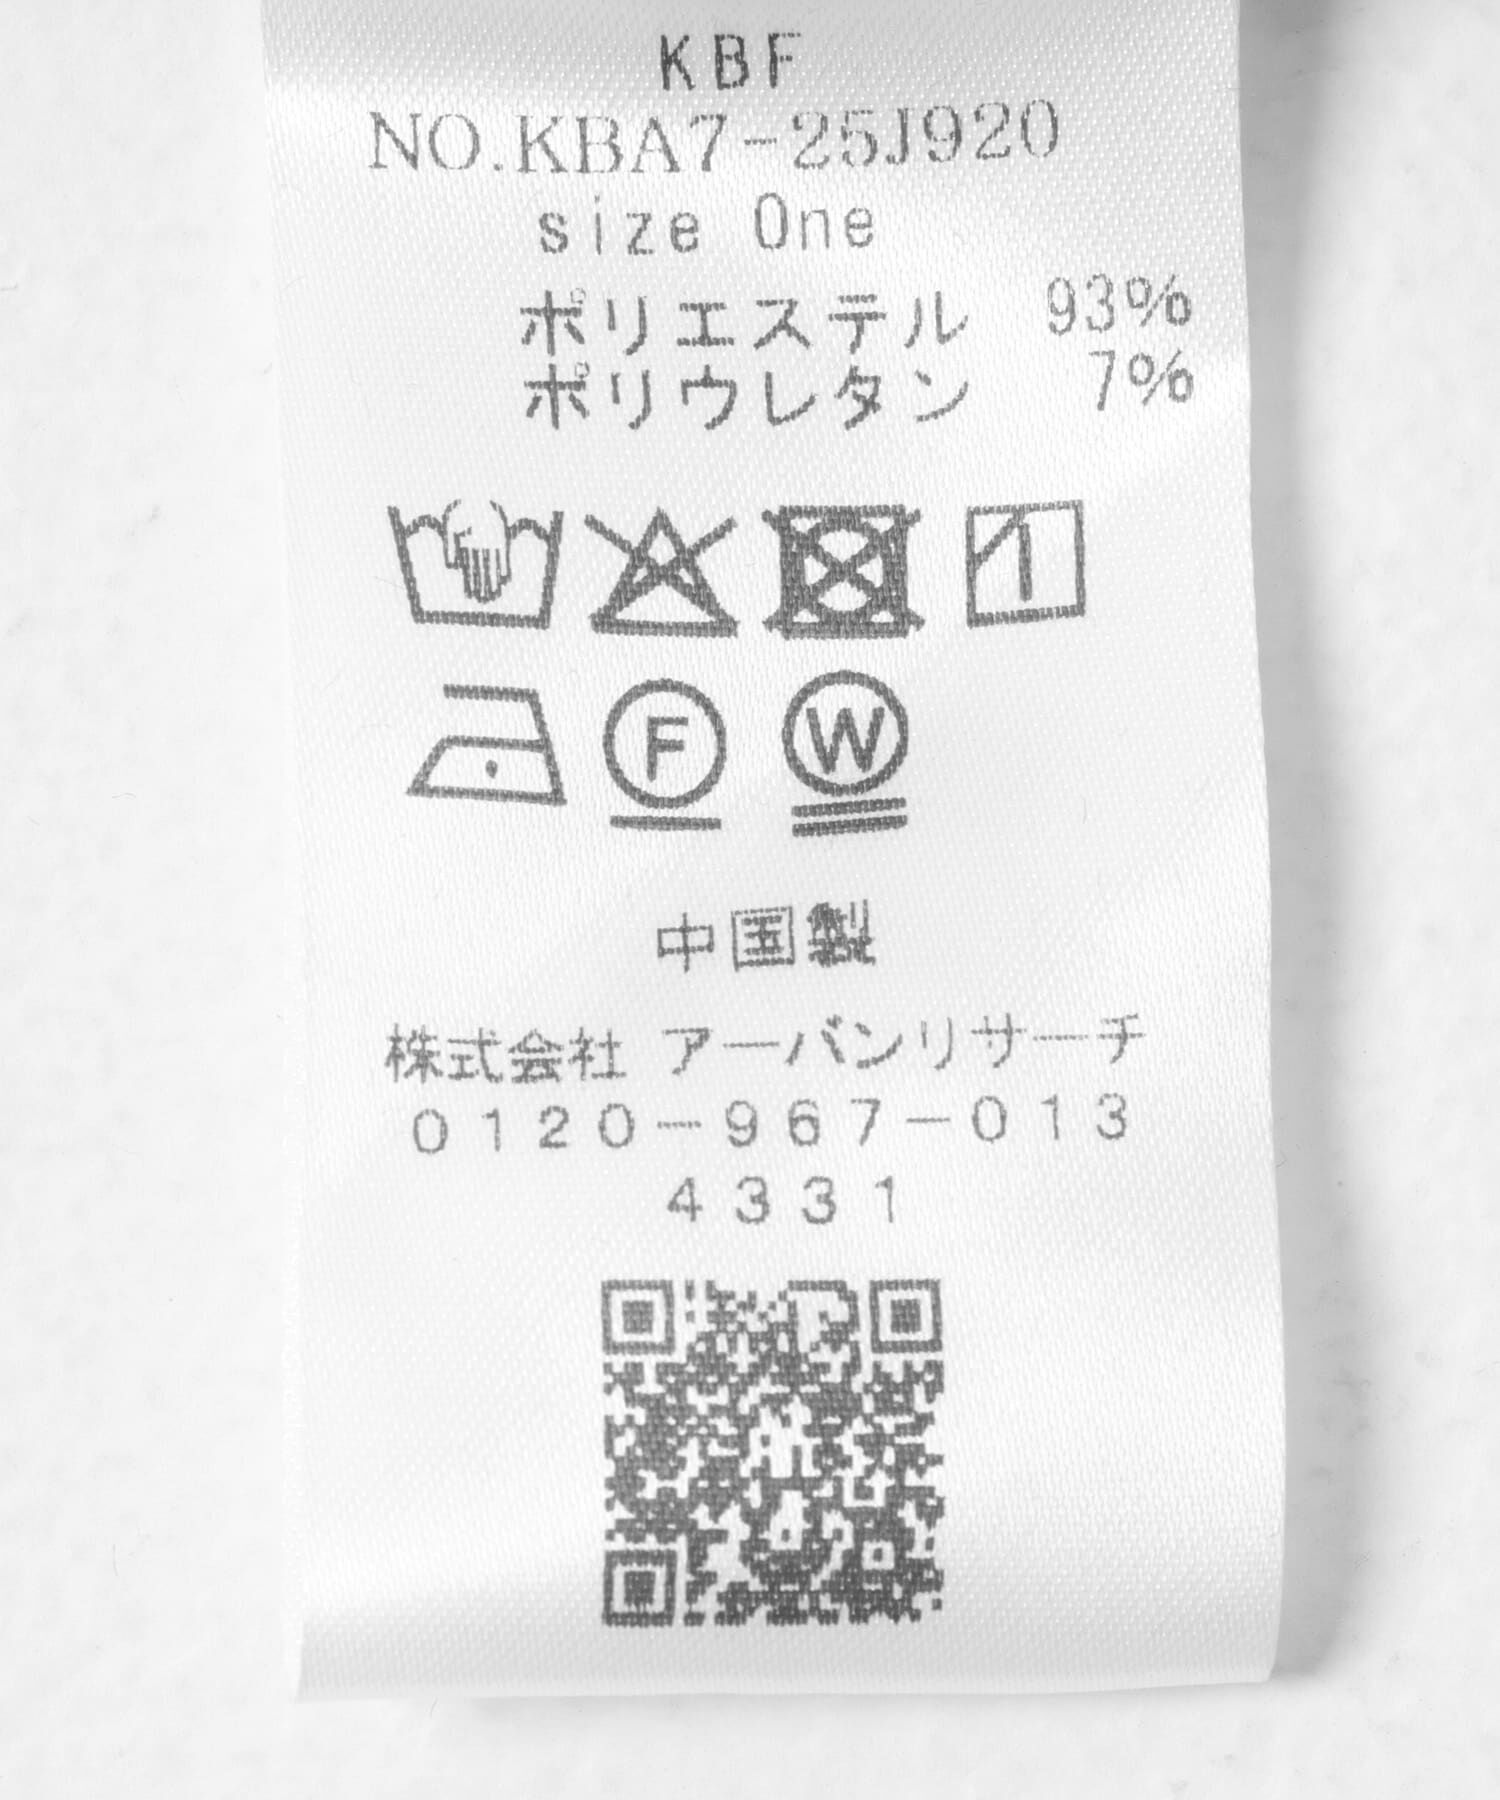 KBF
NO.KBA7-25J920
size One
ポリエステル 93%
ポリウレタン 7%
F W
中国製
株式会社 アーバンリサーチ
0120-967-013
4331